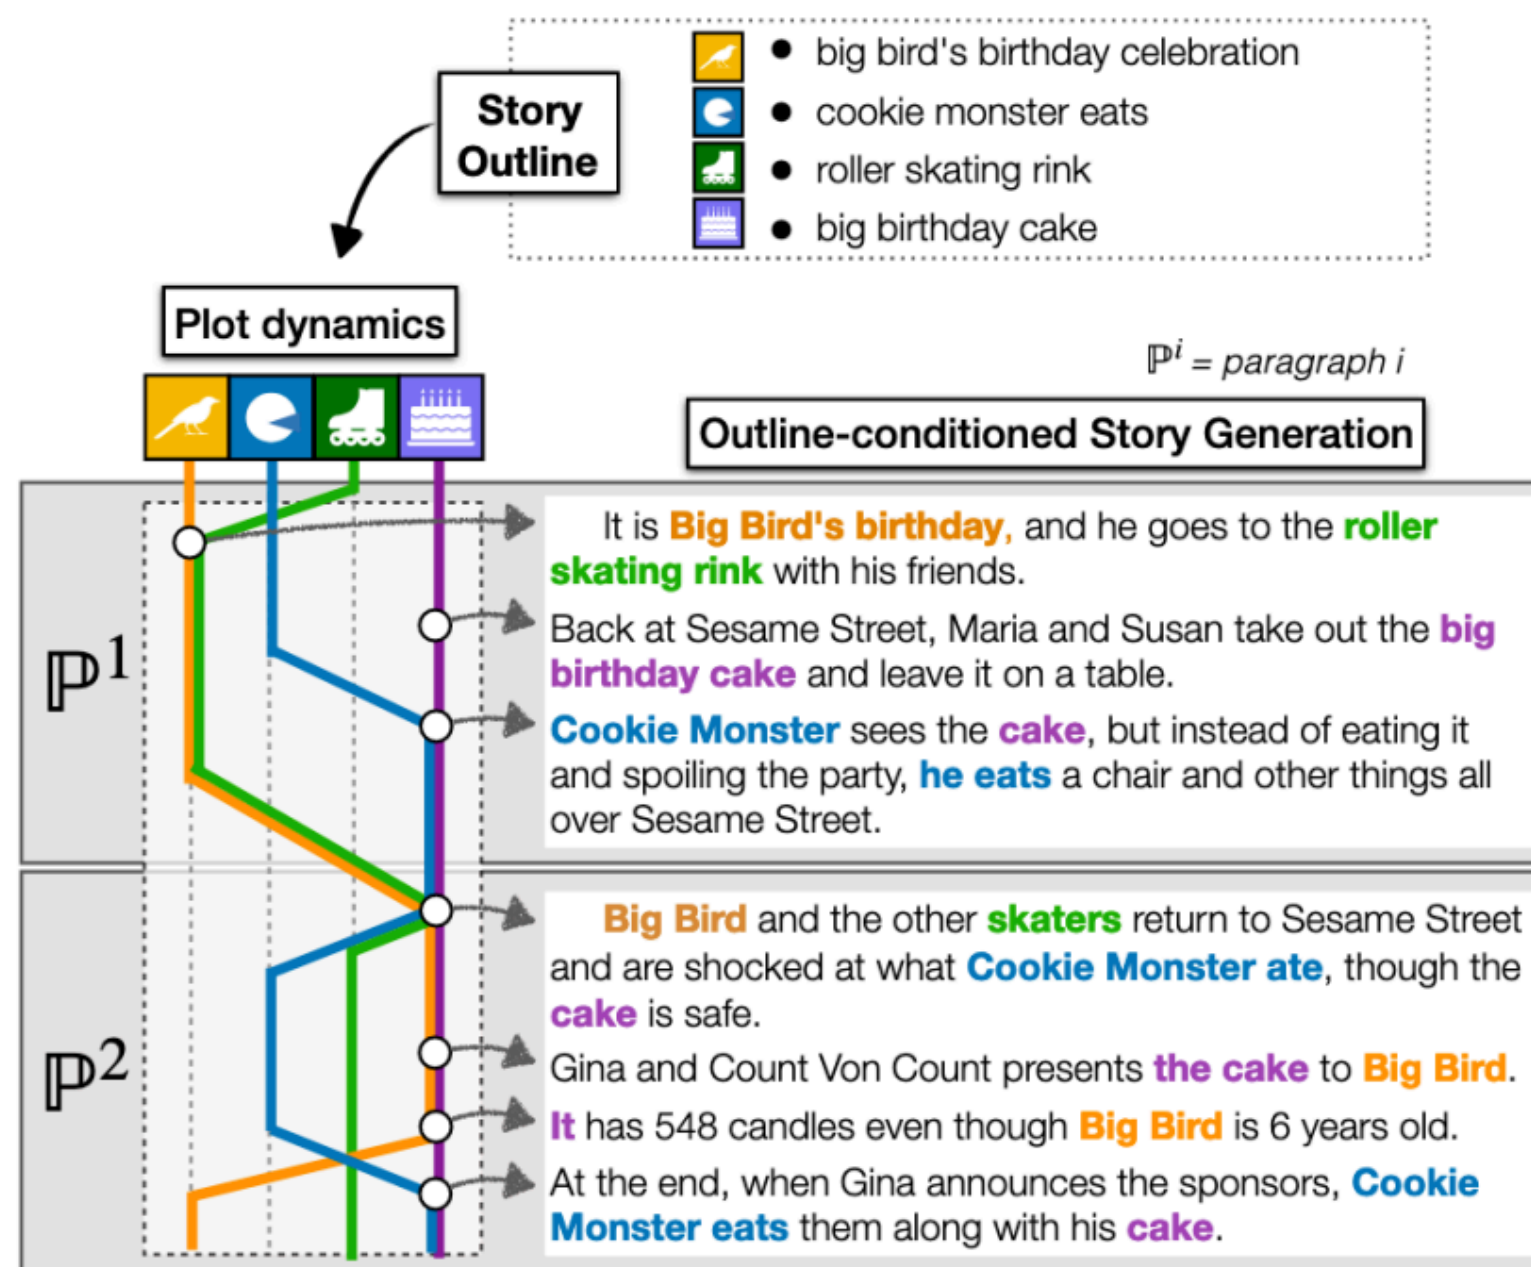 Story
Outline
● big bird's birthday celebration
● cookie monster eats
● roller skating rink
● big birthday cake
Plot dynamics
ℙⁱ = paragraph i
Outline-conditioned Story Generation
ℙ¹
It is Big Bird's birthday, and he goes to the roller
skating rink with his friends.
Back at Sesame Street, Maria and Susan take out the big
birthday cake and leave it on a table.
Cookie Monster sees the cake, but instead of eating it
and spoiling the party, he eats a chair and other things all
over Sesame Street.
ℙ²
Big Bird and the other skaters return to Sesame Street
and are shocked at what Cookie Monster ate, though the
cake is safe.
Gina and Count Von Count presents the cake to Big Bird.
It has 548 candles even though Big Bird is 6 years old.
At the end, when Gina announces the sponsors, Cookie
Monster eats them along with his cake.